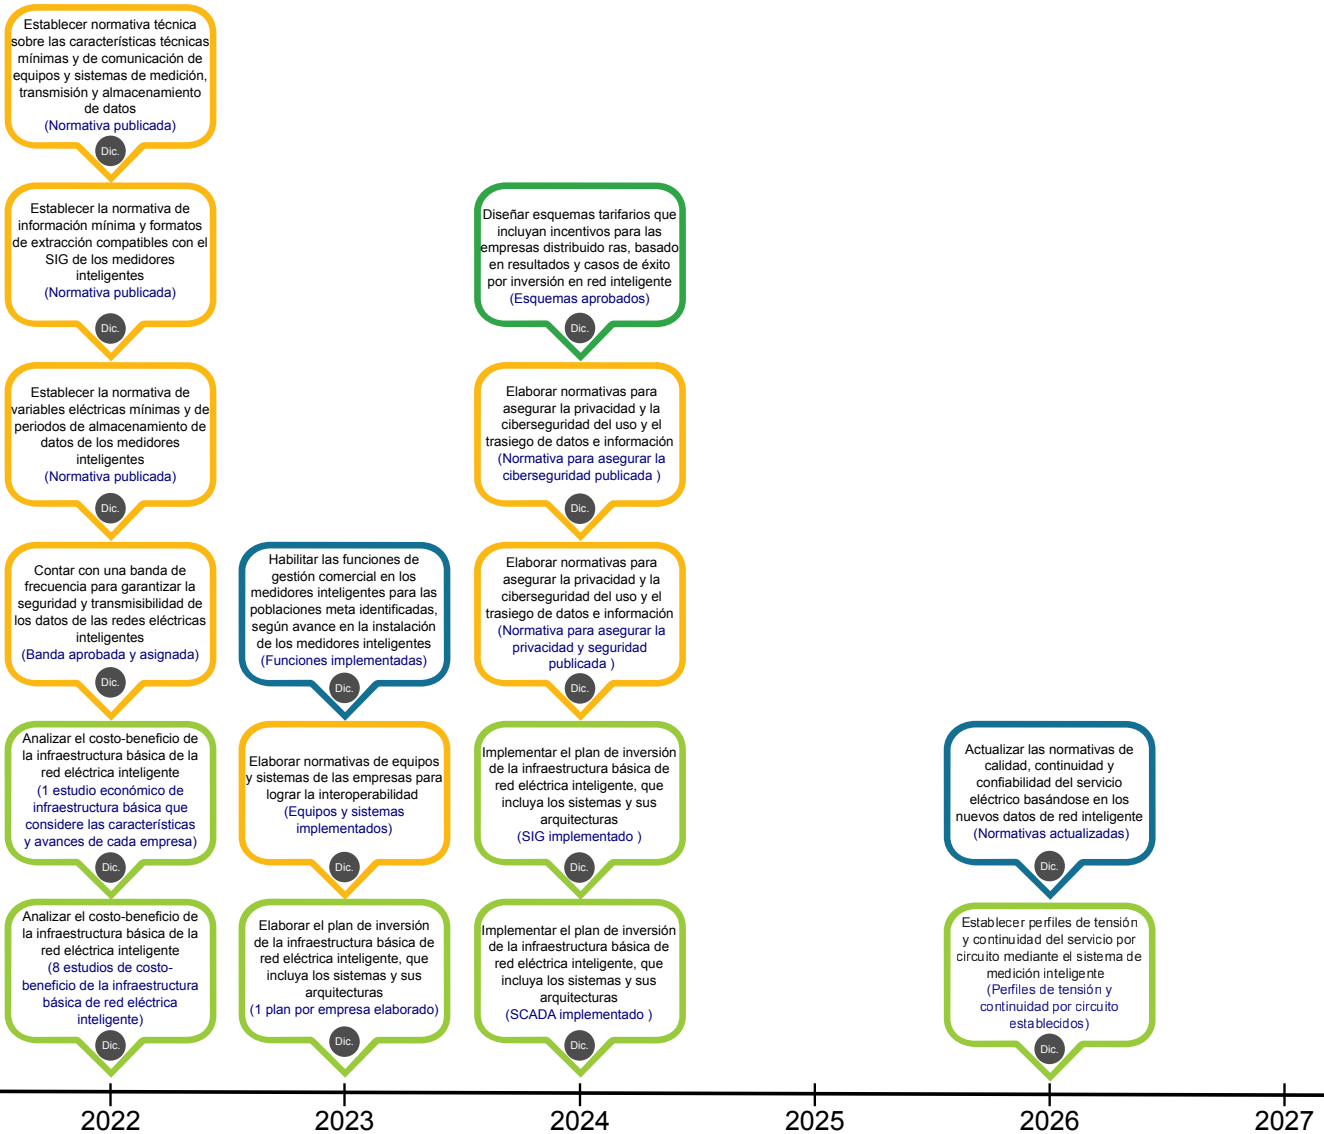 Establecer normativa técnica
sobre las características técnicas
mínimas y de comunicación de
equipos y sistemas de medición,
transmisión y almacenamiento
de datos
(Normativa publicada)
Dic.
Establecer la normativa de
información mínima y formatos
de extracción compatibles con el
SIG de los medidores
inteligentes
(Normativa publicada)
Dic.
Establecer la normativa de
variables eléctricas mínimas y de
periodos de almacenamiento de
datos de los medidores
inteligentes
(Normativa publicada)
Dic.
Contar con una banda de
frecuencia para garantizar la
seguridad y transmisibilidad de
los datos de las redes eléctricas
inteligentes
(Banda aprobada y asignada)
Dic.
Analizar el costo-beneficio de
la infraestructura básica de la
red eléctrica inteligente
(1 estudio económico de
infraestructura básica que
considere las características
y avances de cada empresa)
Dic.
Analizar el costo-beneficio de
la infraestructura básica de la
red eléctrica inteligente
(8 estudios de costo-
beneficio de la infraestructura
básica de red eléctrica
inteligente)
Dic.
Habilitar las funciones de
gestión comercial en los
medidores inteligentes para las
poblaciones meta identificadas,
según avance en la instalación
de los medidores inteligentes
(Funciones implementadas)
Dic.
Elaborar normativas de equipos
y sistemas de las empresas para
lograr la interoperabilidad
(Equipos y sistemas
implementados)
Dic.
Elaborar el plan de inversión
de la infraestructura básica de
red eléctrica inteligente, que
incluya los sistemas y sus
arquitecturas
(1 plan por empresa elaborado)
Dic.
Diseñar esquemas tarifarios que
incluyan incentivos para las
empresas distribuido ras, basado
en resultados y casos de éxito
por inversión en red inteligente
(Esquemas aprobados)
Dic.
Elaborar normativas para
asegurar la privacidad y la
ciberseguridad del uso y el
trasiego de datos e información
(Normativa para asegurar la
ciberseguridad publicada )
Dic.
Elaborar normativas para
asegurar la privacidad y la
ciberseguridad del uso y el
trasiego de datos e información
(Normativa para asegurar la
privacidad y seguridad
publicada )
Dic.
Implementar el plan de inversión
de la infraestructura básica de
red eléctrica inteligente, que
incluya los sistemas y sus
arquitecturas
(SIG implementado )
Dic.
Implementar el plan de inversión
de la infraestructura básica de
red eléctrica inteligente, que
incluya los sistemas y sus
arquitecturas
(SCADA implementado )
Dic.
Actualizar las normativas de
calidad, continuidad y
confiabilidad del servicio
eléctrico basándose en los
nuevos datos de red inteligente
(Normativas actualizadas)
Dic.
Establecer perfiles de tensión
y continuidad del servicio por
circuito mediante el sistema de
medición inteligente
(Perfiles de tensión y
continuidad por circuito
establecidos)
Dic.
2022
2023
2024
2025
2026
2027